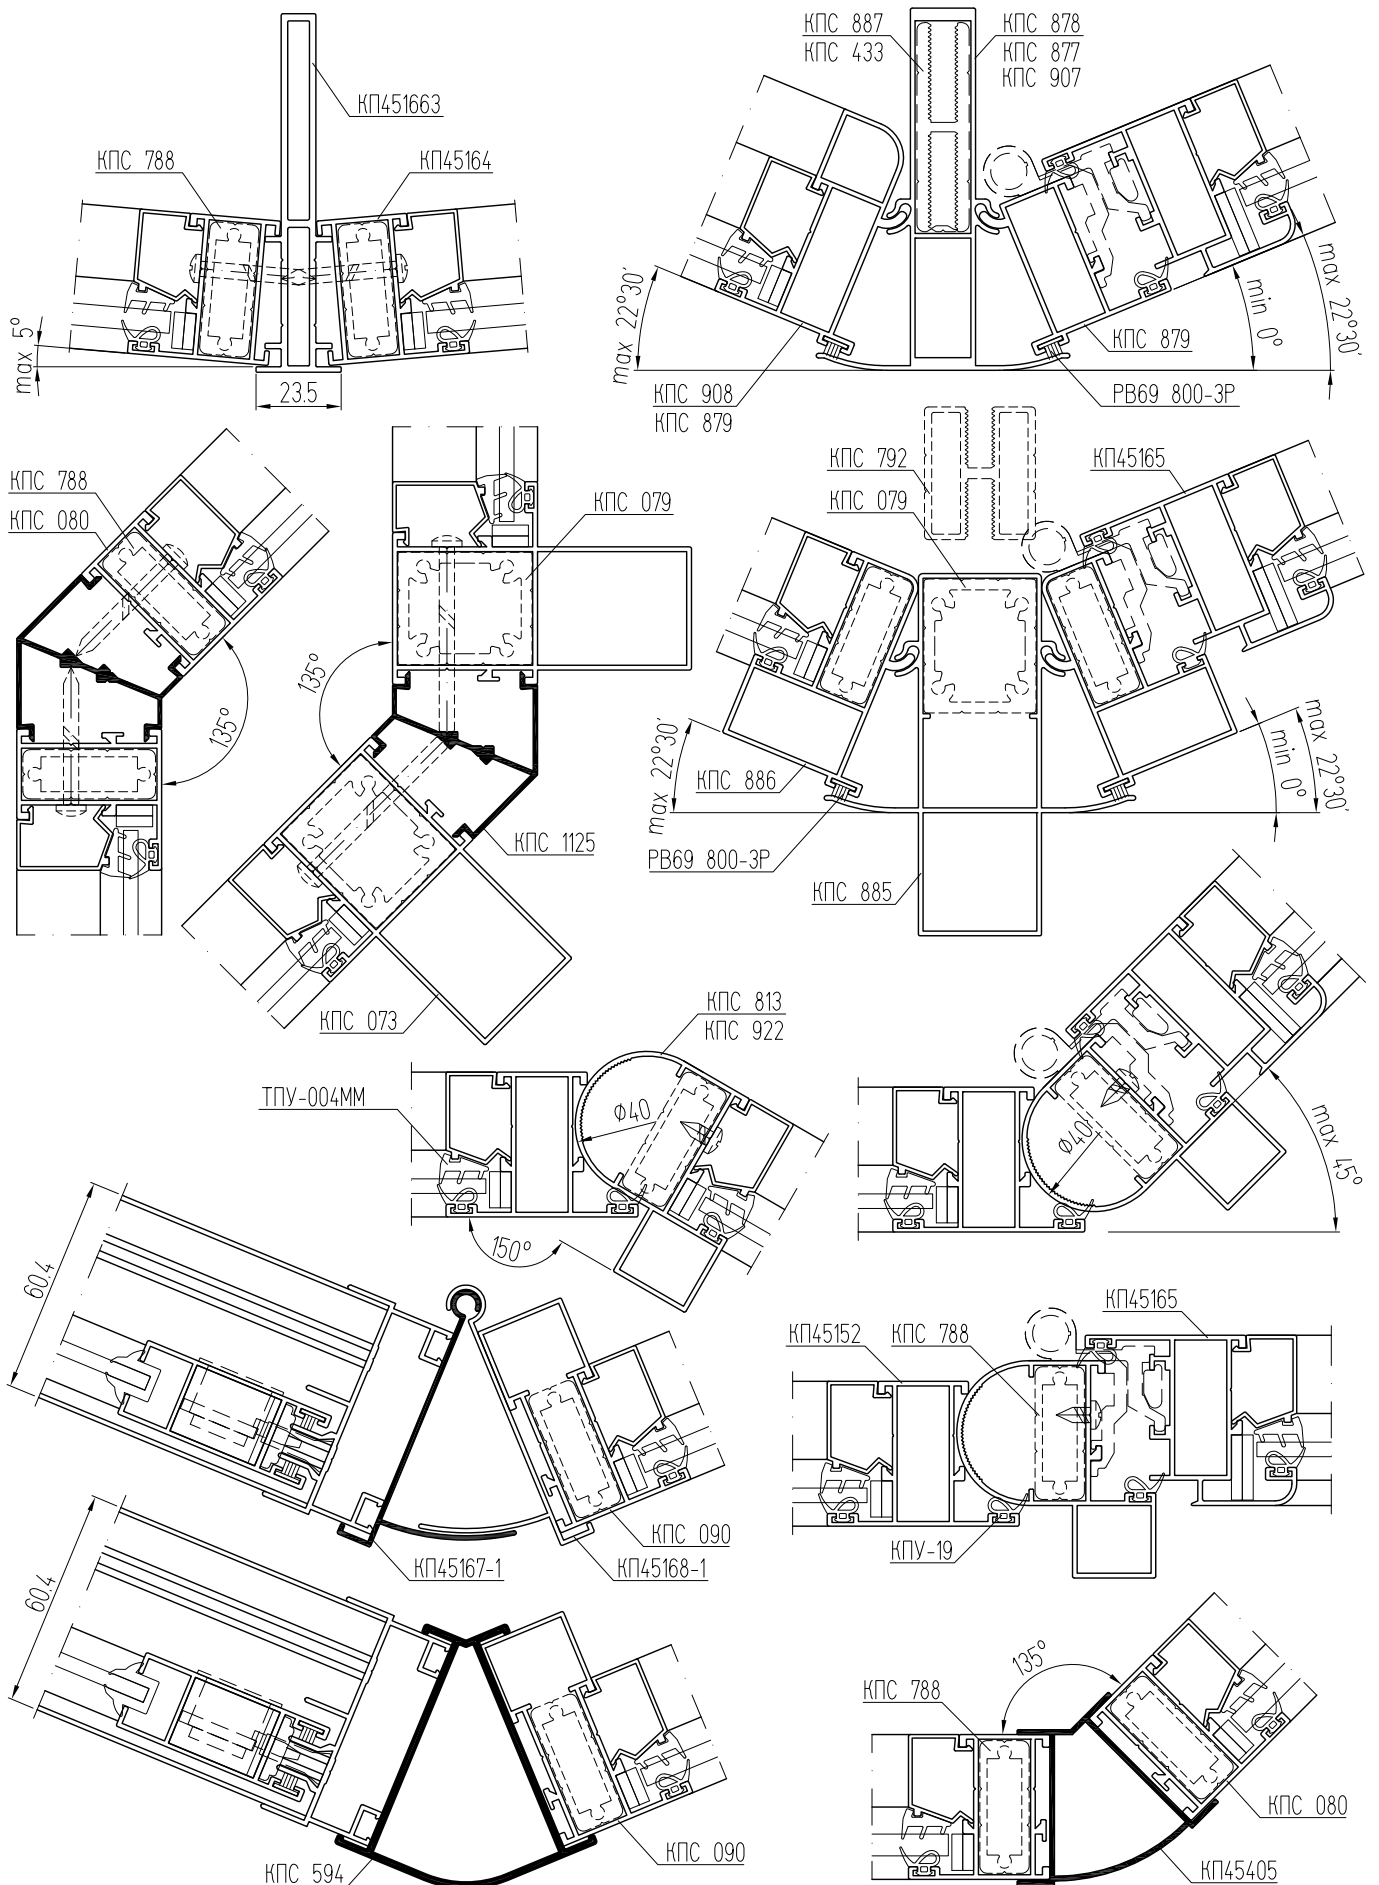 КП451663
КПС 788
КП45164
max 5°
23.5
КПС 887
КПС 433
КПС 878
КПС 877
КПС 907
max 22°30'
min 0°
max 22°30'
КПС 879
КПС 908
КПС 879
РВ69 800-3Р
КПС 788
КПС 080
135°
КПС 079
135°
КПС 1125
КПС 073
КПС 792
КПС 079
КП45165
max 22°30'
min 0°
max 22°30'
КПС 886
РВ69 800-3Р
КПС 885
КПС 813
КПС 922
ТПУ-004ММ
Ø40
150°
Ø40
max 45°
60.4
КПС 090
КП45167-1
КП45168-1
КП45165
КП45152
КПС 788
КПУ-19
60.4
КПС 090
КПС 594
135°
КПС 788
КПС 080
КП45405